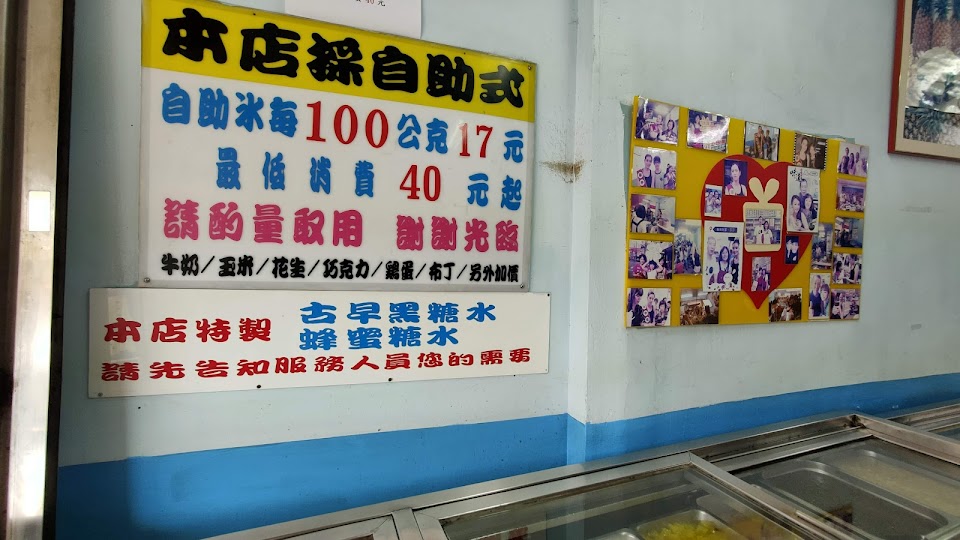 本店採自助式
自助氷每100公克17元
最低消費40元起
請酌量取用 謝謝光臨
牛奶/玉米/花生/巧克力/雞蛋/布丁/另外加價
本店特製 古早黑糖水
蜂蜜糖水
請先告知服務人員您的需要